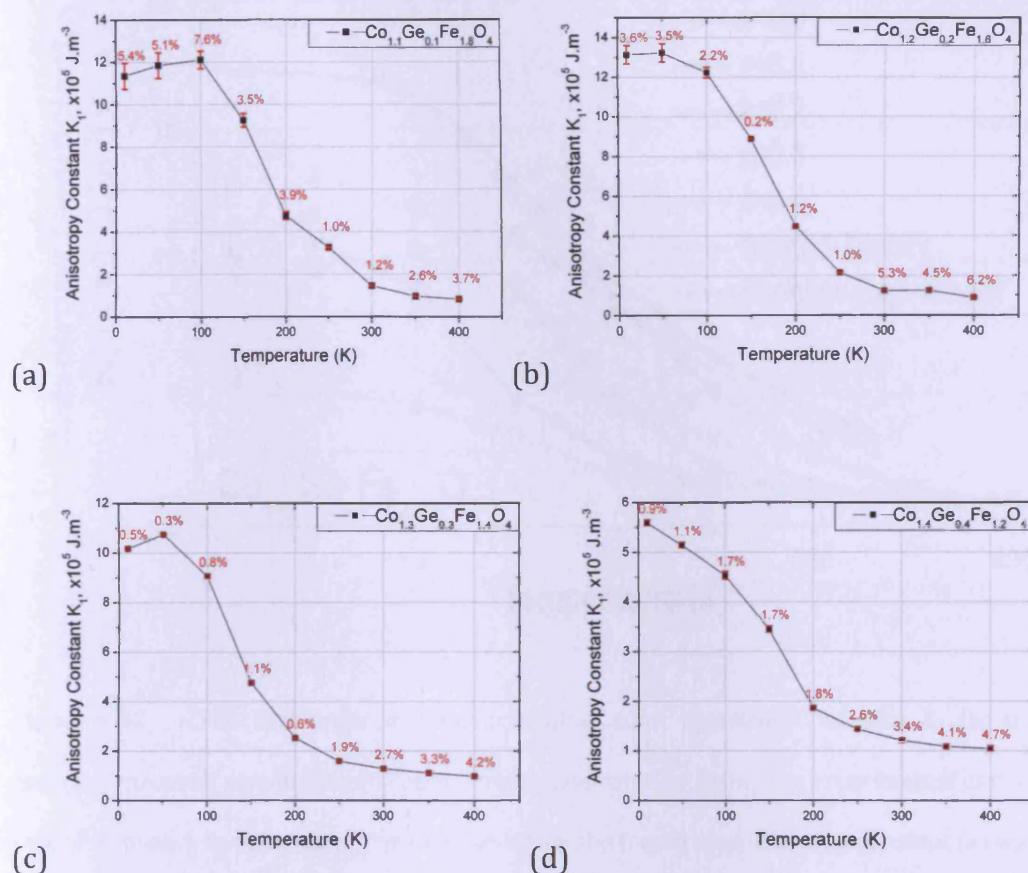 Co1.1Ge0.1Fe1.8O4
5.4% 5.1% 7.6% 3.5% 3.9% 1.0% 1.2% 2.6% 3.7%
Anisotropy Constant K1, x10^5 J.m^-3
14 12 10 8 6 4 2 0
0 100 200 300 400
Temperature (K)
(a)
Co1.2Ge0.2Fe1.6O4
3.6% 3.5% 2.2% 0.2% 1.2% 1.0% 5.3% 4.5% 6.2%
Anisotropy Constant K1, x10^5 J.m^-3
14 12 10 8 6 4 2 0
0 100 200 300 400
Temperature (K)
(b)
Co1.3Ge0.3Fe1.4O4
0.5% 0.3% 0.8% 1.1% 0.6% 1.9% 2.7% 3.3% 4.2%
Anisotropy Constant K1, x10^5 J.m^-3
12 10 8 6 4 2 0
0 100 200 300 400
Temperature (K)
(c)
Co1.4Ge0.4Fe1.2O4
0.9% 1.1% 1.7% 1.7% 1.8% 2.6% 3.4% 4.1% 4.7%
Anisotropy Constant K1, x10^5 J.m^-3
6 5 4 3 2 1 0
0 100 200 300 400
Temperature (K)
(d)